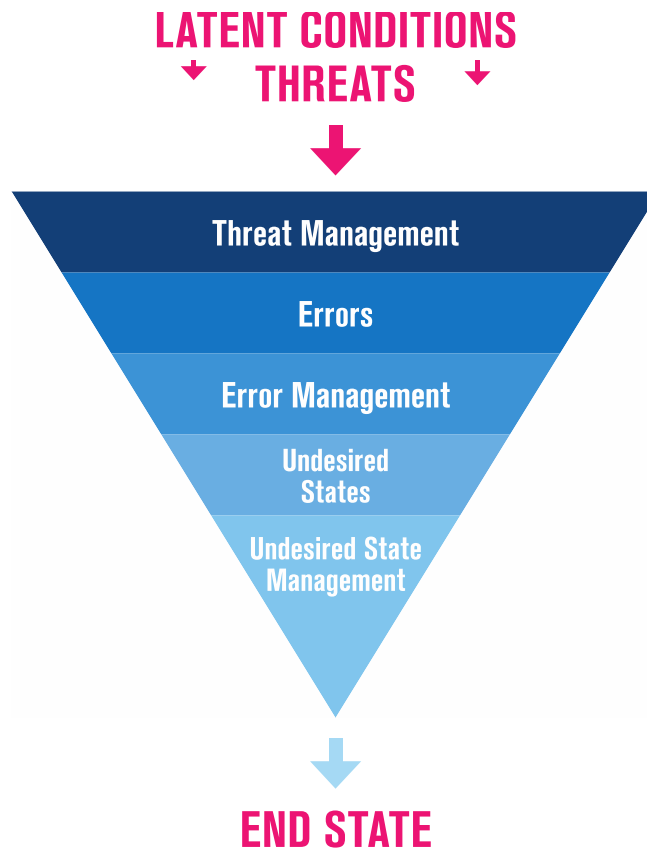 LATENT CONDITIONS
THREATS
Threat Management
Errors
Error Management
Undesired
States
Undesired State
Management
END STATE